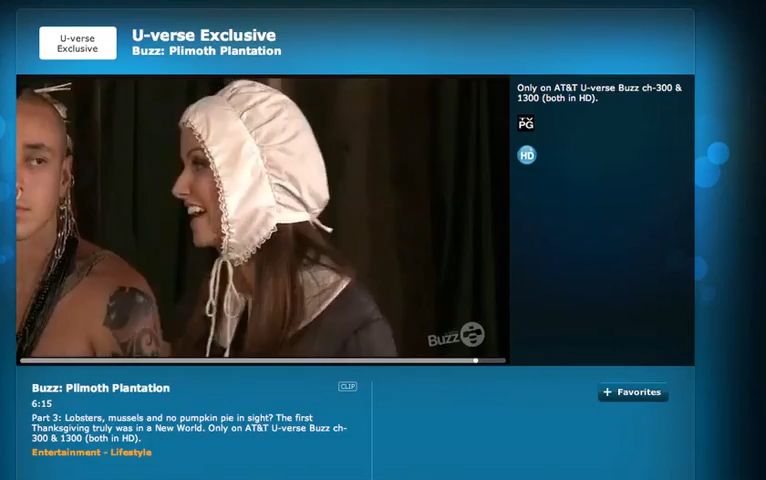 U-verse
Exclusive
U-verse Exclusive
Buzz: Plimoth Plantation
Only on AT&T U-verse Buzz ch-300 &
1300 (both in HD).
TV
PG
HD
Buzz
Buzz: Plimoth Plantation
CLIP
6:15
Part 3: Lobsters, mussels and no pumpkin pie in sight? The first
Thanksgiving truly was in a New World. Only on AT&T U-verse Buzz ch-
300 & 1300 (both in HD).
Entertainment - Lifestyle
+ Favorites